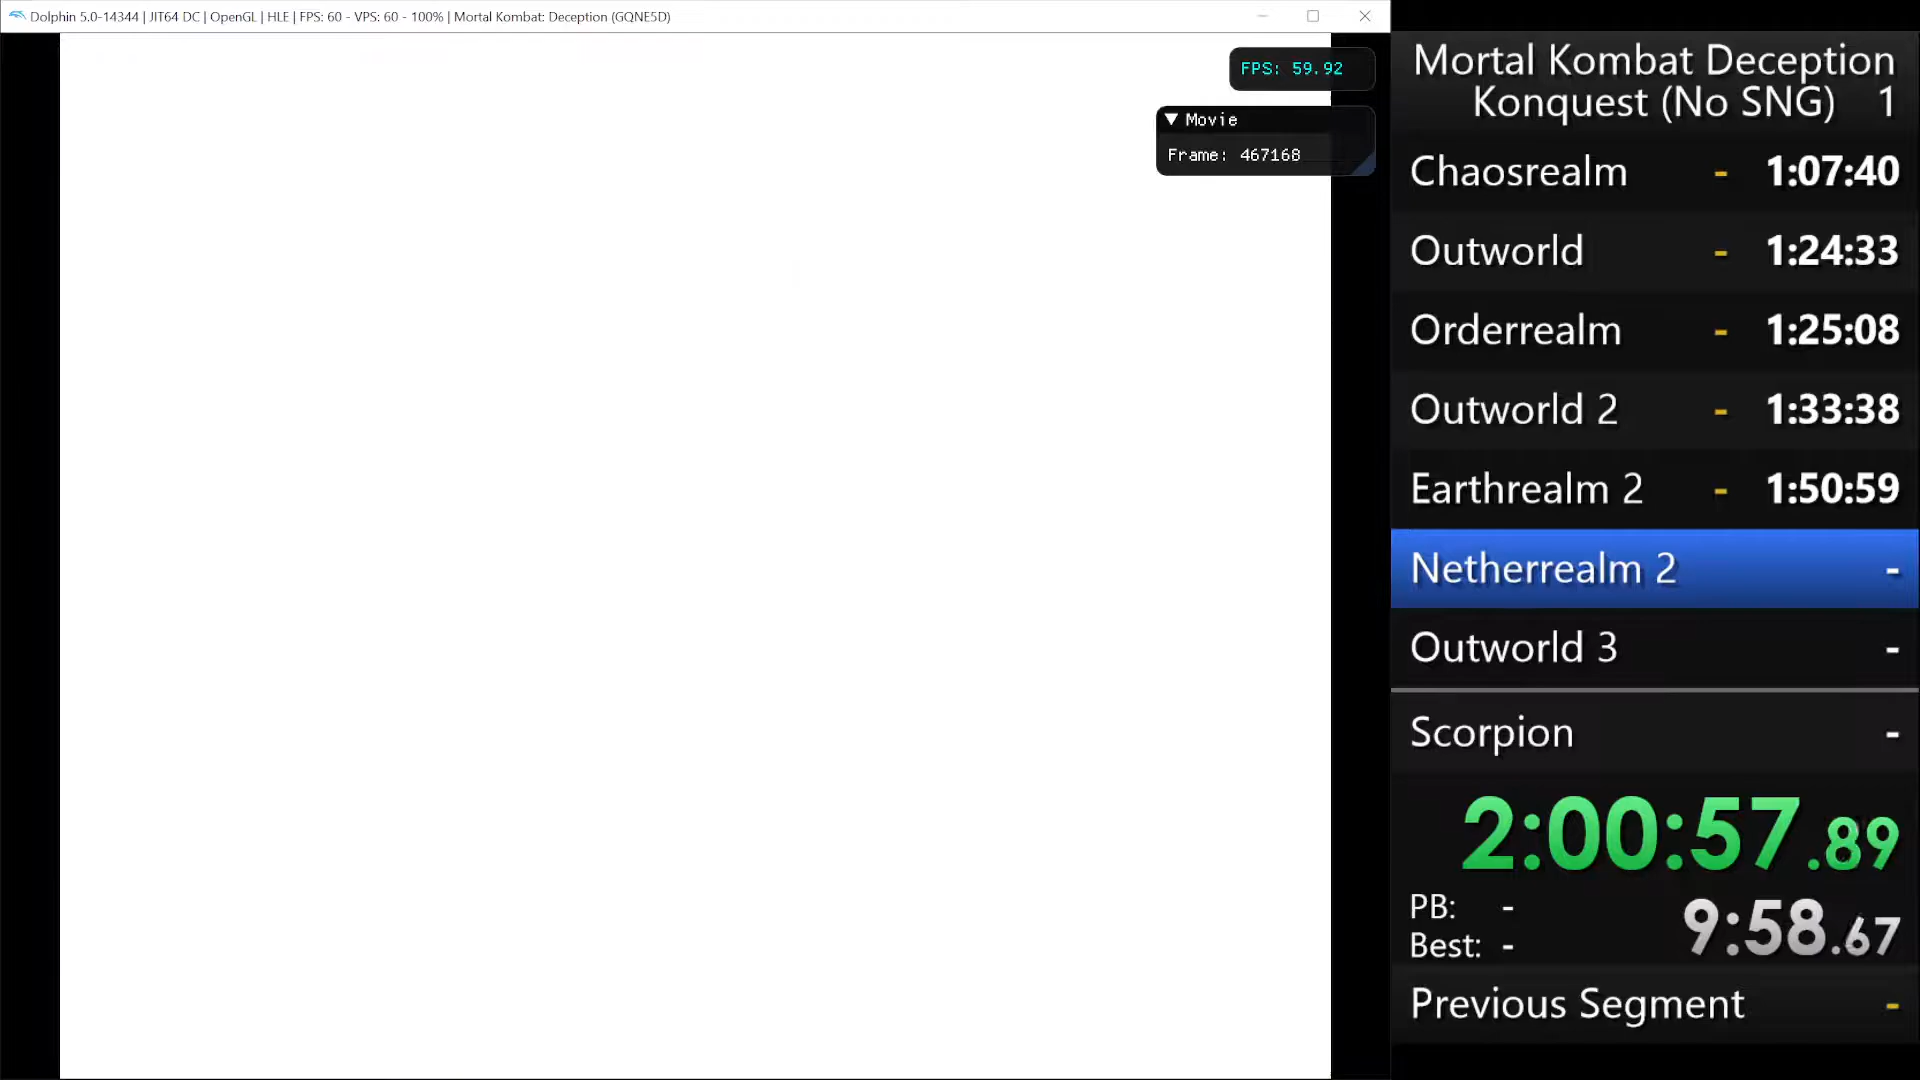 Dolphin 5.0-14344 | JIT64 DC | OpenGL | HLE | FPS: 60 - VPS: 60 - 100% | Mortal Kombat: Deception (GQNE5D)
FPS: 59.92
▼ Movie
Frame: 467168
Mortal Kombat Deception
Konquest (No SNG) 1
Chaosrealm - 1:07:40
Outworld - 1:24:33
Orderrealm - 1:25:08
Outworld 2 - 1:33:38
Earthrealm 2 - 1:50:59
Netherrealm 2 -
Outworld 3 -
Scorpion -
2:00:57.89
PB: -
Best: -
9:58.67
Previous Segment -